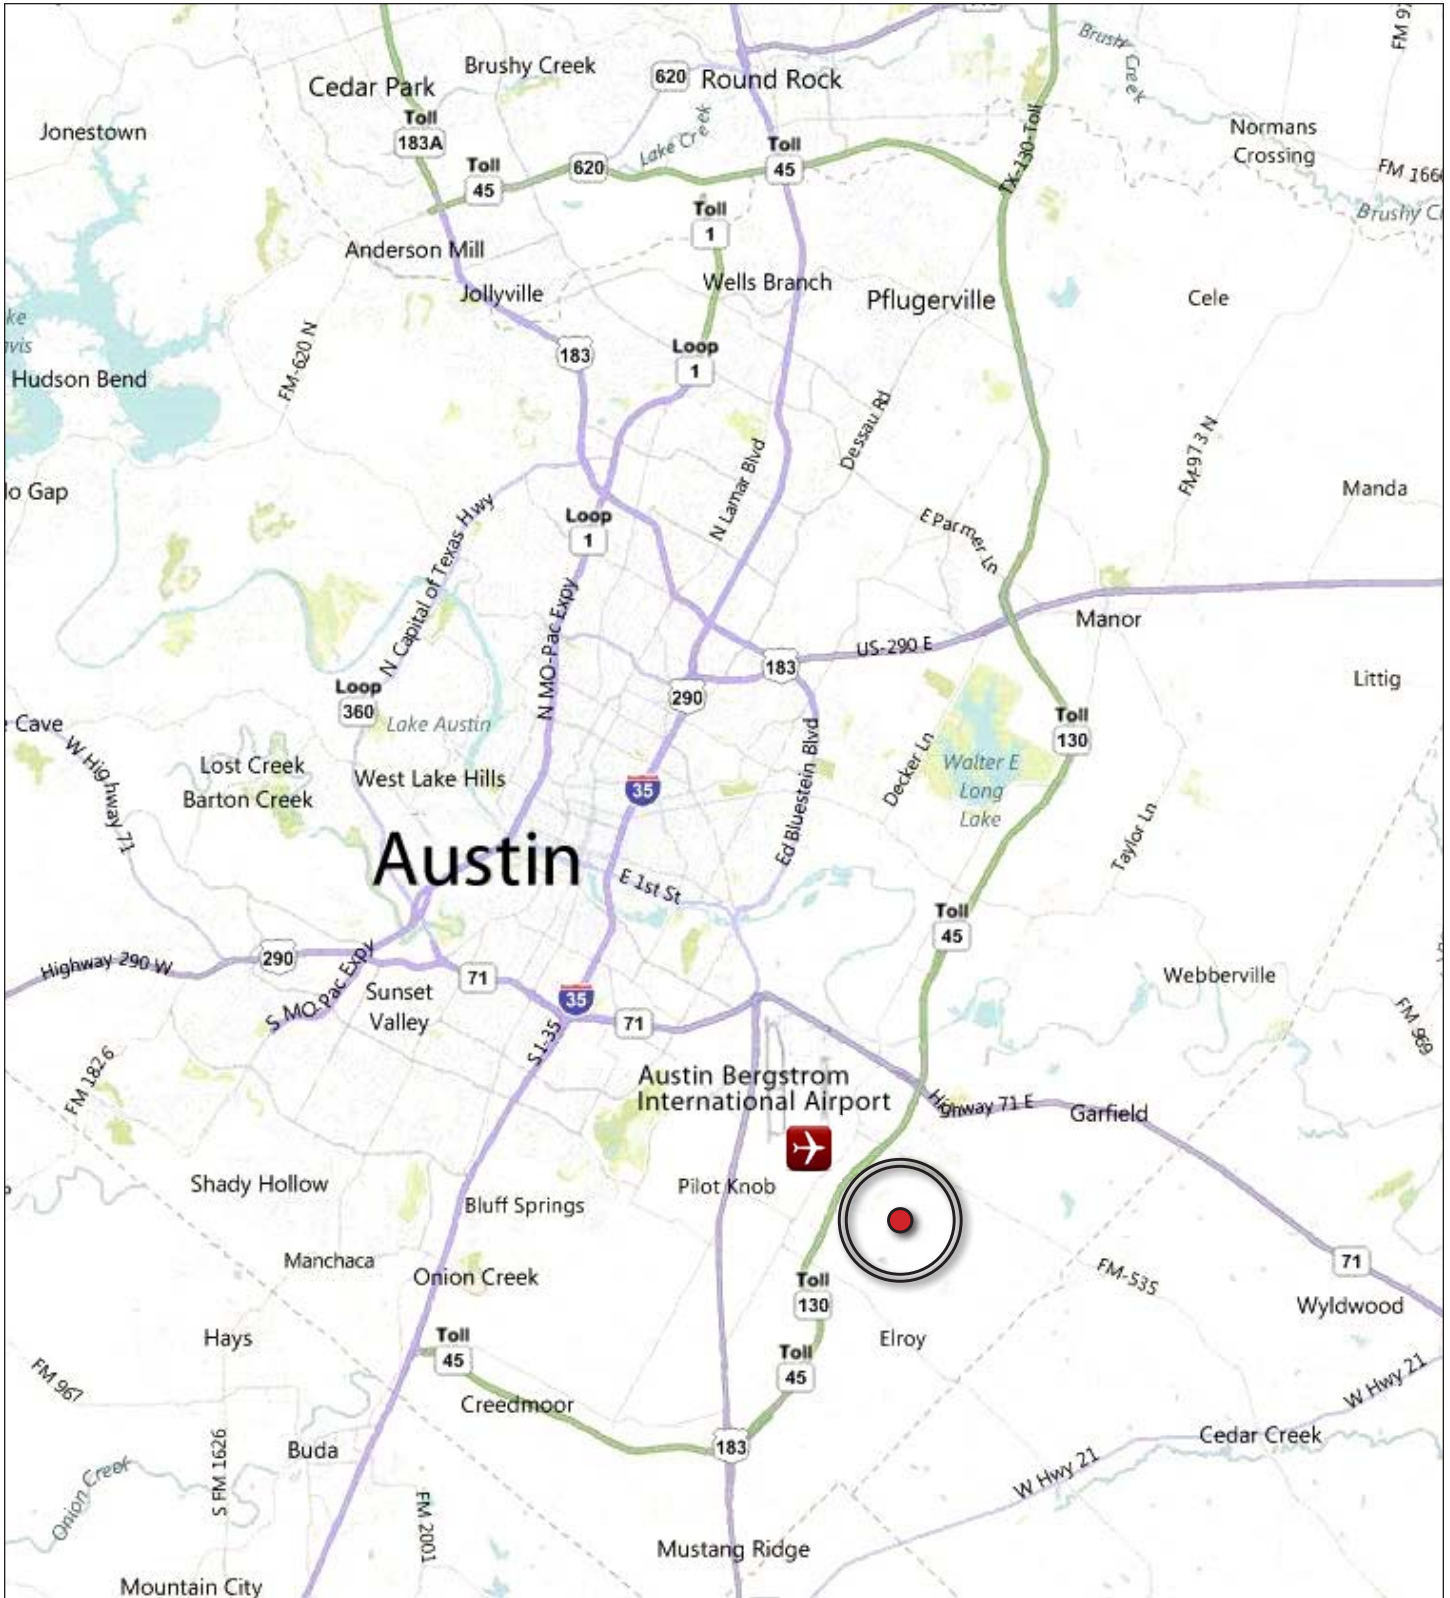 Brushy Creek
620
Round Rock
Brushy
Creek
FM 97
Cedar Park
Toll
183A
Jonestown
Lake Creek
Toll
45
620
Toll
45
TX-130-Toll
Normans
Crossing
FM 166
Brushy C
Toll
1
Anderson Mill
Jollyville
Wells Branch
Pflugerville
Cele
ke
vis
Hudson Bend
FM-620 N
183
Loop
1
Dessau Rd
N Lamar Blvd
FM-973 N
lo Gap
Manda
N Capital of Texas Hwy
Loop
1
E Parmer Ln
N MO-Pac Expy
Manor
US-290 E
183
290
Littig
Loop
360
Lake Austin
Toll
130
e Cave
W Highway 71
Lost Creek
Barton Creek
West Lake Hills
35
Ed Bluestein Blvd
Decker Ln
Walter E
Long
Lake
Taylor Ln
Austin
E 1st St
Toll
45
Highway 290 W
290
S MO-Pac Expy
71
Sunset
Valley
35
71
S I-35
Webberville
FM 969
FM 1826
Austin Bergstrom
International Airport
Highway 71 E
Garfield
Shady Hollow
Pilot Knob
Bluff Springs
Manchaca
Onion Creek
Toll
130
FM-535
71
Wyldwood
Hays
Toll
45
Elroy
Toll
45
FM 967
Creedmoor
W Hwy 21
S FM 1626
Buda
183
Cedar Creek
Onion Creek
W Hwy 21
FM 2001
Mustang Ridge
Mountain City